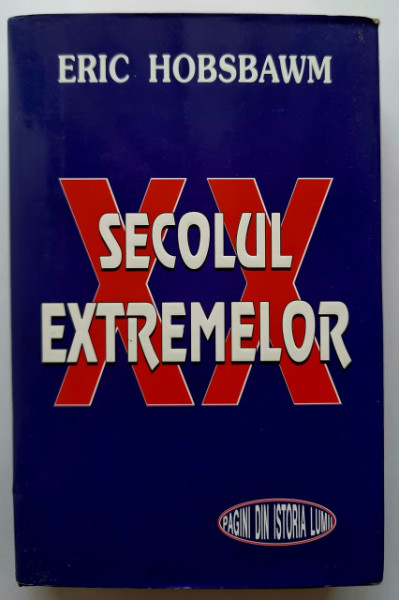 ERIC HOBSBAWM
XX
SECOLUL
EXTREMELOR
PAGINI DIN ISTORIA LUMII